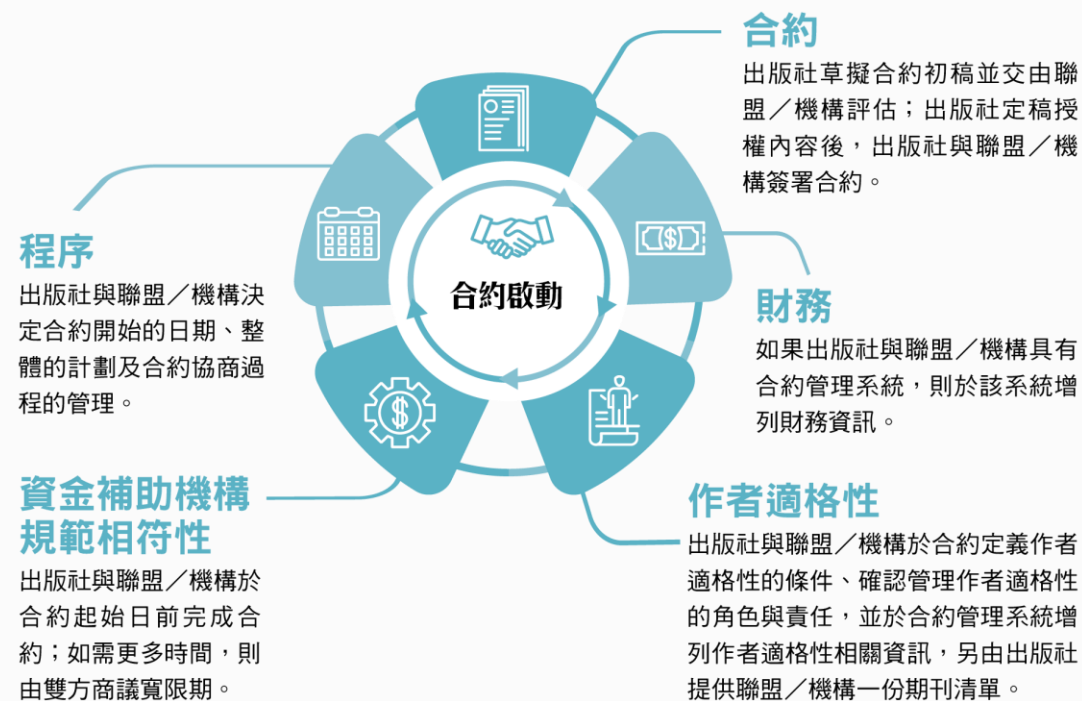 合約
出版社草擬合約初稿並交由聯
盟／機構評估；出版社定稿授
權內容後，出版社與聯盟／機
構簽署合約。
合約啟動
程序
出版社與聯盟／機構決
定合約開始的日期、整
體的計劃及合約協商過
程的管理。
財務
如果出版社與聯盟／機構具有
合約管理系統，則於該系統增
列財務資訊。
資金補助機構
規範相符性
出版社與聯盟／機構於
合約起始日前完成合
約；如需更多時間，則
由雙方商議寬限期。
作者適格性
出版社與聯盟／機構於合約定義作者
適格性的條件、確認管理作者適格性
的角色與責任，並於合約管理系統增
列作者適格性相關資訊，另由出版社
提供聯盟／機構一份期刊清單。